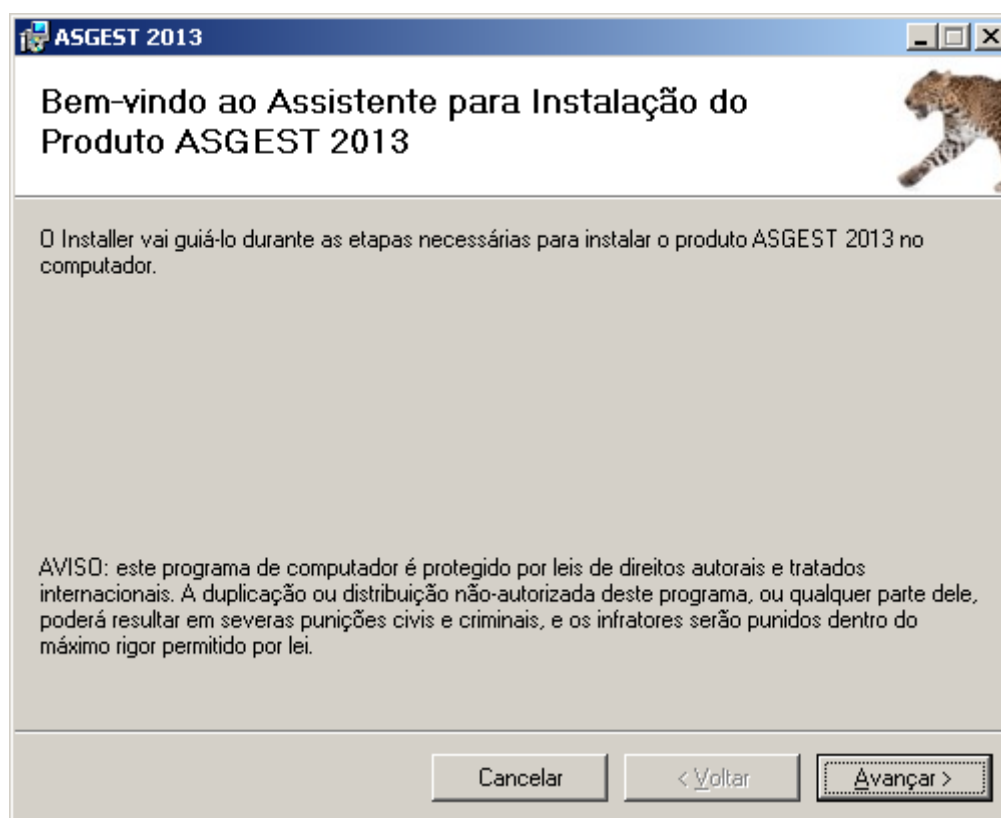 ASGEST 2013
Bem-vindo ao Assistente para Instalação do
Produto ASGEST 2013
O Installer vai guiá-lo durante as etapas necessárias para instalar o produto ASGEST 2013 no
computador.
AVISO: este programa de computador é protegido por leis de direitos autorais e tratados
internacionais. A duplicação ou distribuição não-autorizada deste programa, ou qualquer parte dele,
poderá resultar em severas punições civis e criminais, e os infratores serão punidos dentro do
máximo rigor permitido por lei.
Cancelar < Voltar Avançar >